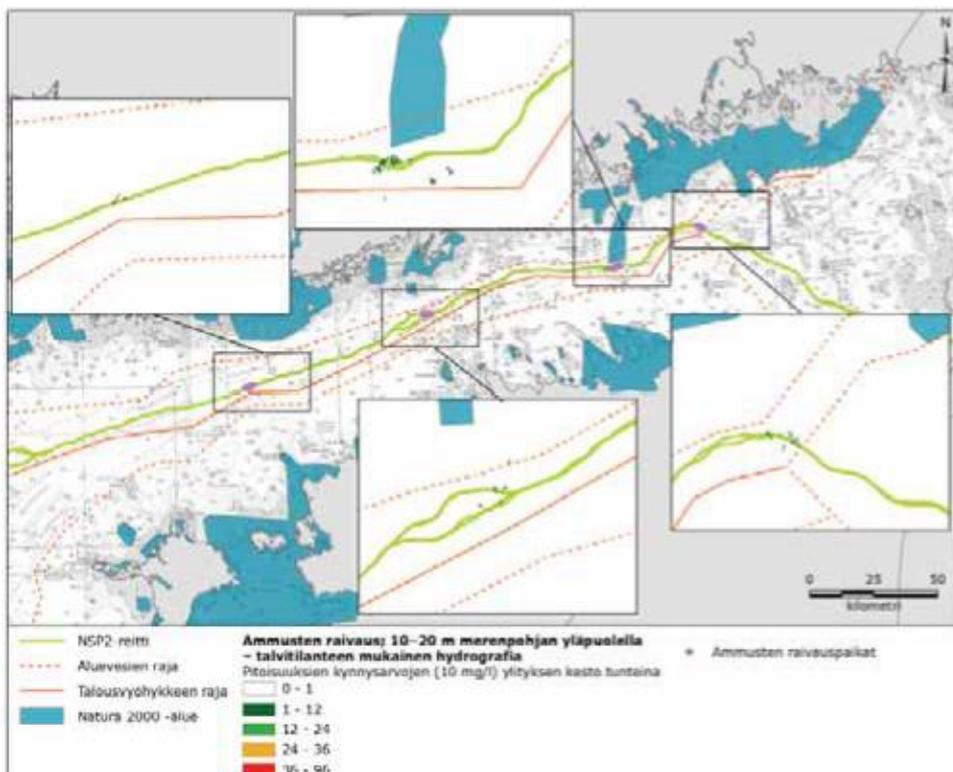 N
0 25 50
kilometri
NSP2-reitti
Aluevesien raja
Talousvyöhykkeen raja
Natura 2000 -alue
Ammusten raivaus; 10–20 m merenpohjan yläpuolella
– talvitilanteen mukainen hydrografia
Pitoisuuksien kynnysarvojen (10 mg/l) ylityksen kesto tunteina
0 - 1
1 - 12
12 - 24
24 - 36
36 - 96
Ammusten raivauspaikat